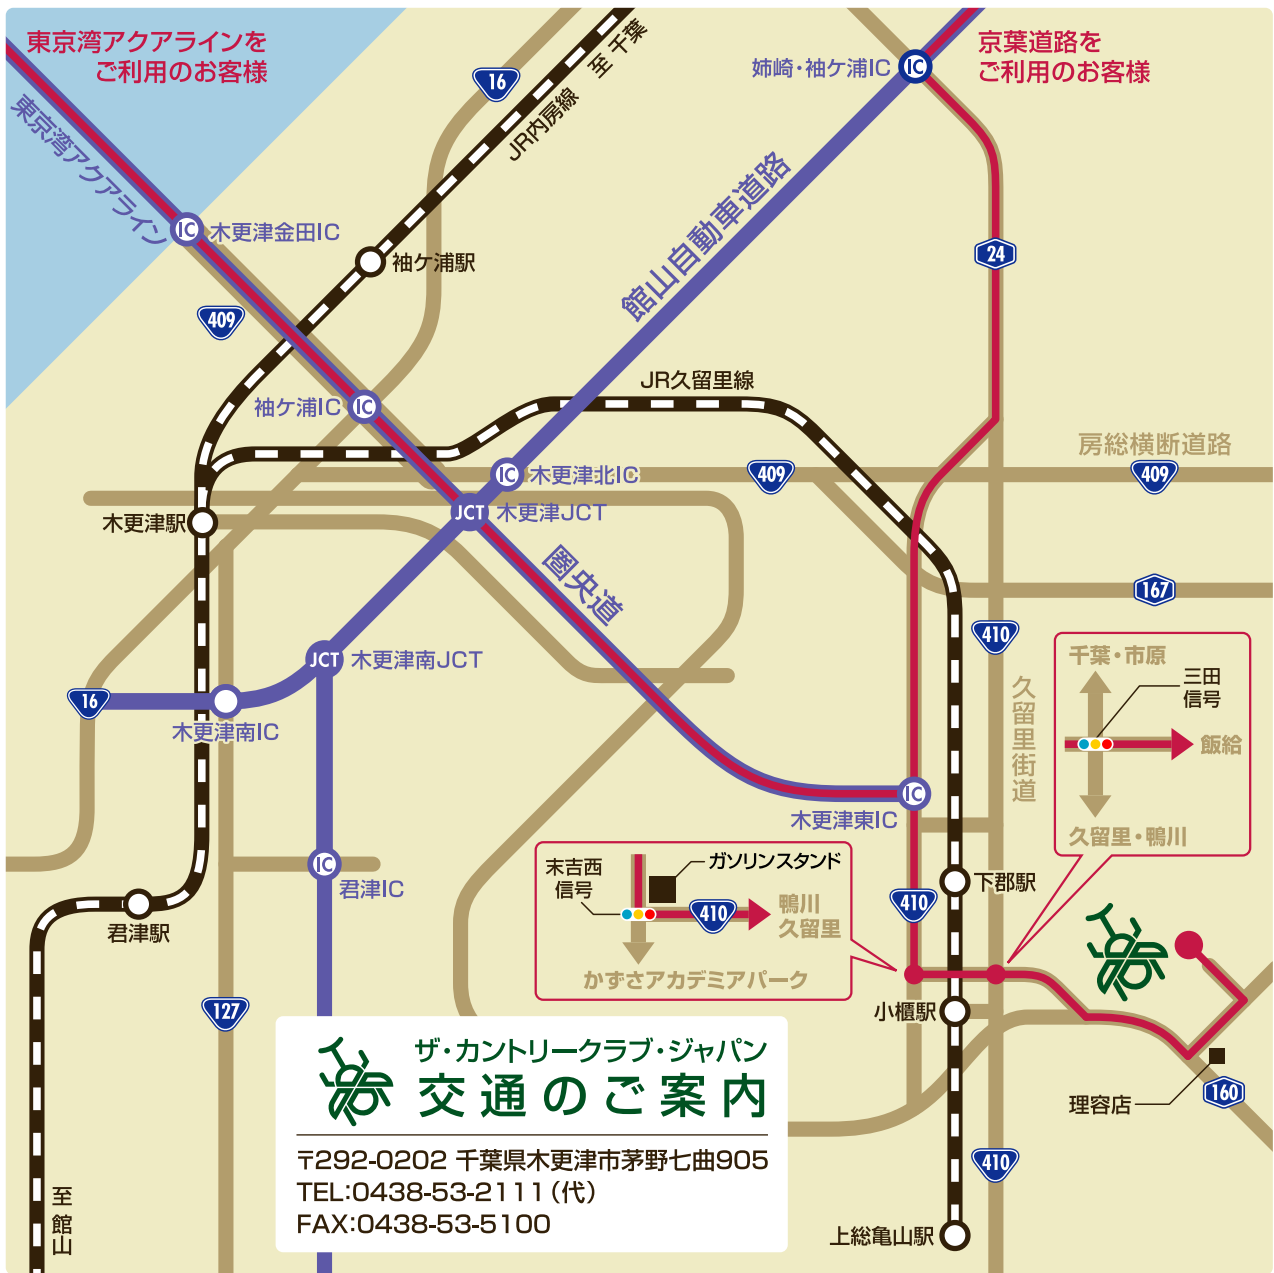 東京湾アクアラインを
ご利用のお客様
京葉道路を
ご利用のお客様
至 千葉
16
姉崎・袖ケ浦IC
IC
JR内房線
東京湾アクアライン
IC
木更津金田IC
袖ケ浦駅
館山自動車道路
24
409
JR久留里線
袖ケ浦IC
IC
房総横断道路
IC
木更津北IC
409
409
木更津駅
JCT
木更津JCT
圏央道
167
410
JCT
木更津南JCT
16
木更津南IC
久留里街道
千葉・市原
三田
信号
飯給
久留里・鴨川
IC
木更津東IC
IC
君津IC
末吉西
信号
ガソリンスタンド
410
鴨川
久留里
かずさアカデミアパーク
410
下郡駅
君津駅
127
小櫃駅
理容店
160
410
上総亀山駅
至 館山
ザ・カントリークラブ・ジャパン
交通のご案内
〒292-0202 千葉県木更津市茅野七曲905
TEL:0438-53-2111(代)
FAX:0438-53-5100